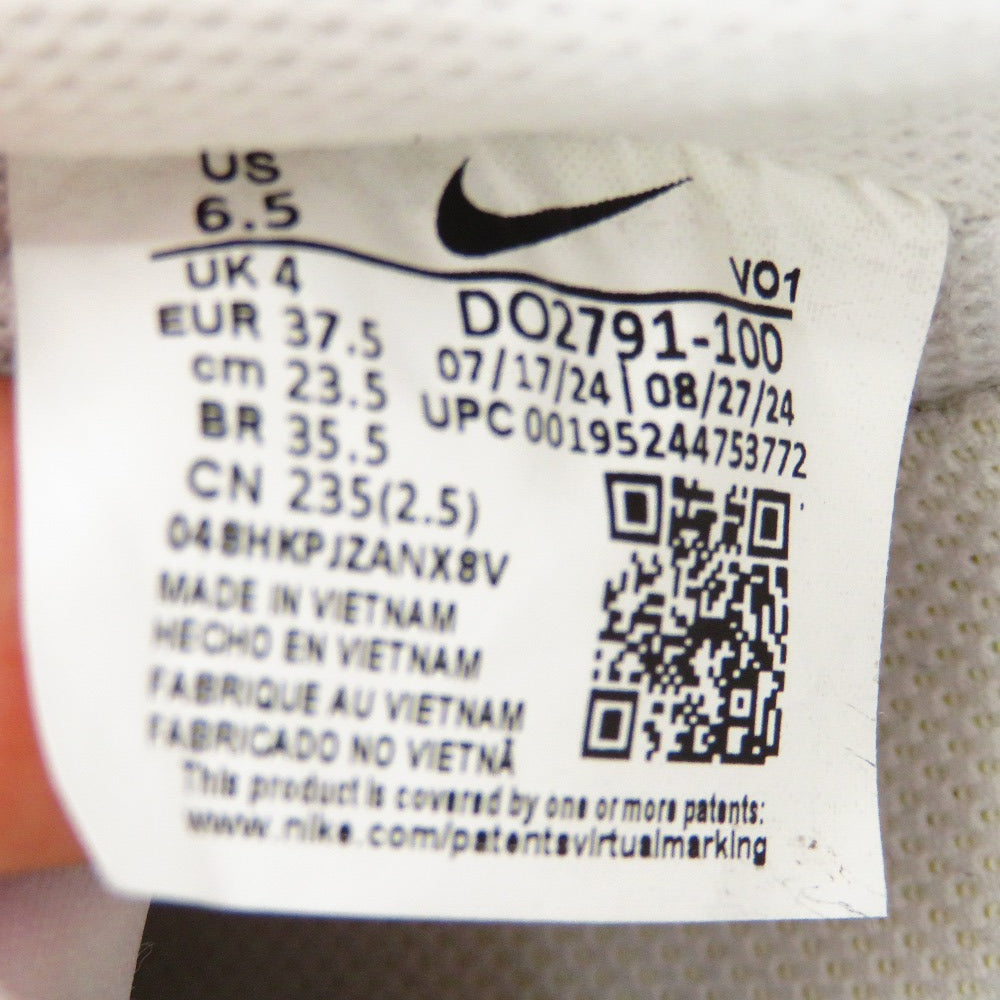 US
6.5
UK 4
EUR 37.5
cm 23.5
BR 35.5
CN 235(2.5)
VO1
DO2791-100
07/17/24 | 08/27/24
UPC 00195244753772
048HKPJZANX8V
MADE IN VIETNAM
HECHO EN VIETNAM
FABRIQUE AU VIETNAM
FABRICADO NO VIETNÃ
This product is covered by one or more patents:
www.nike.com/patentsvirtualmarking